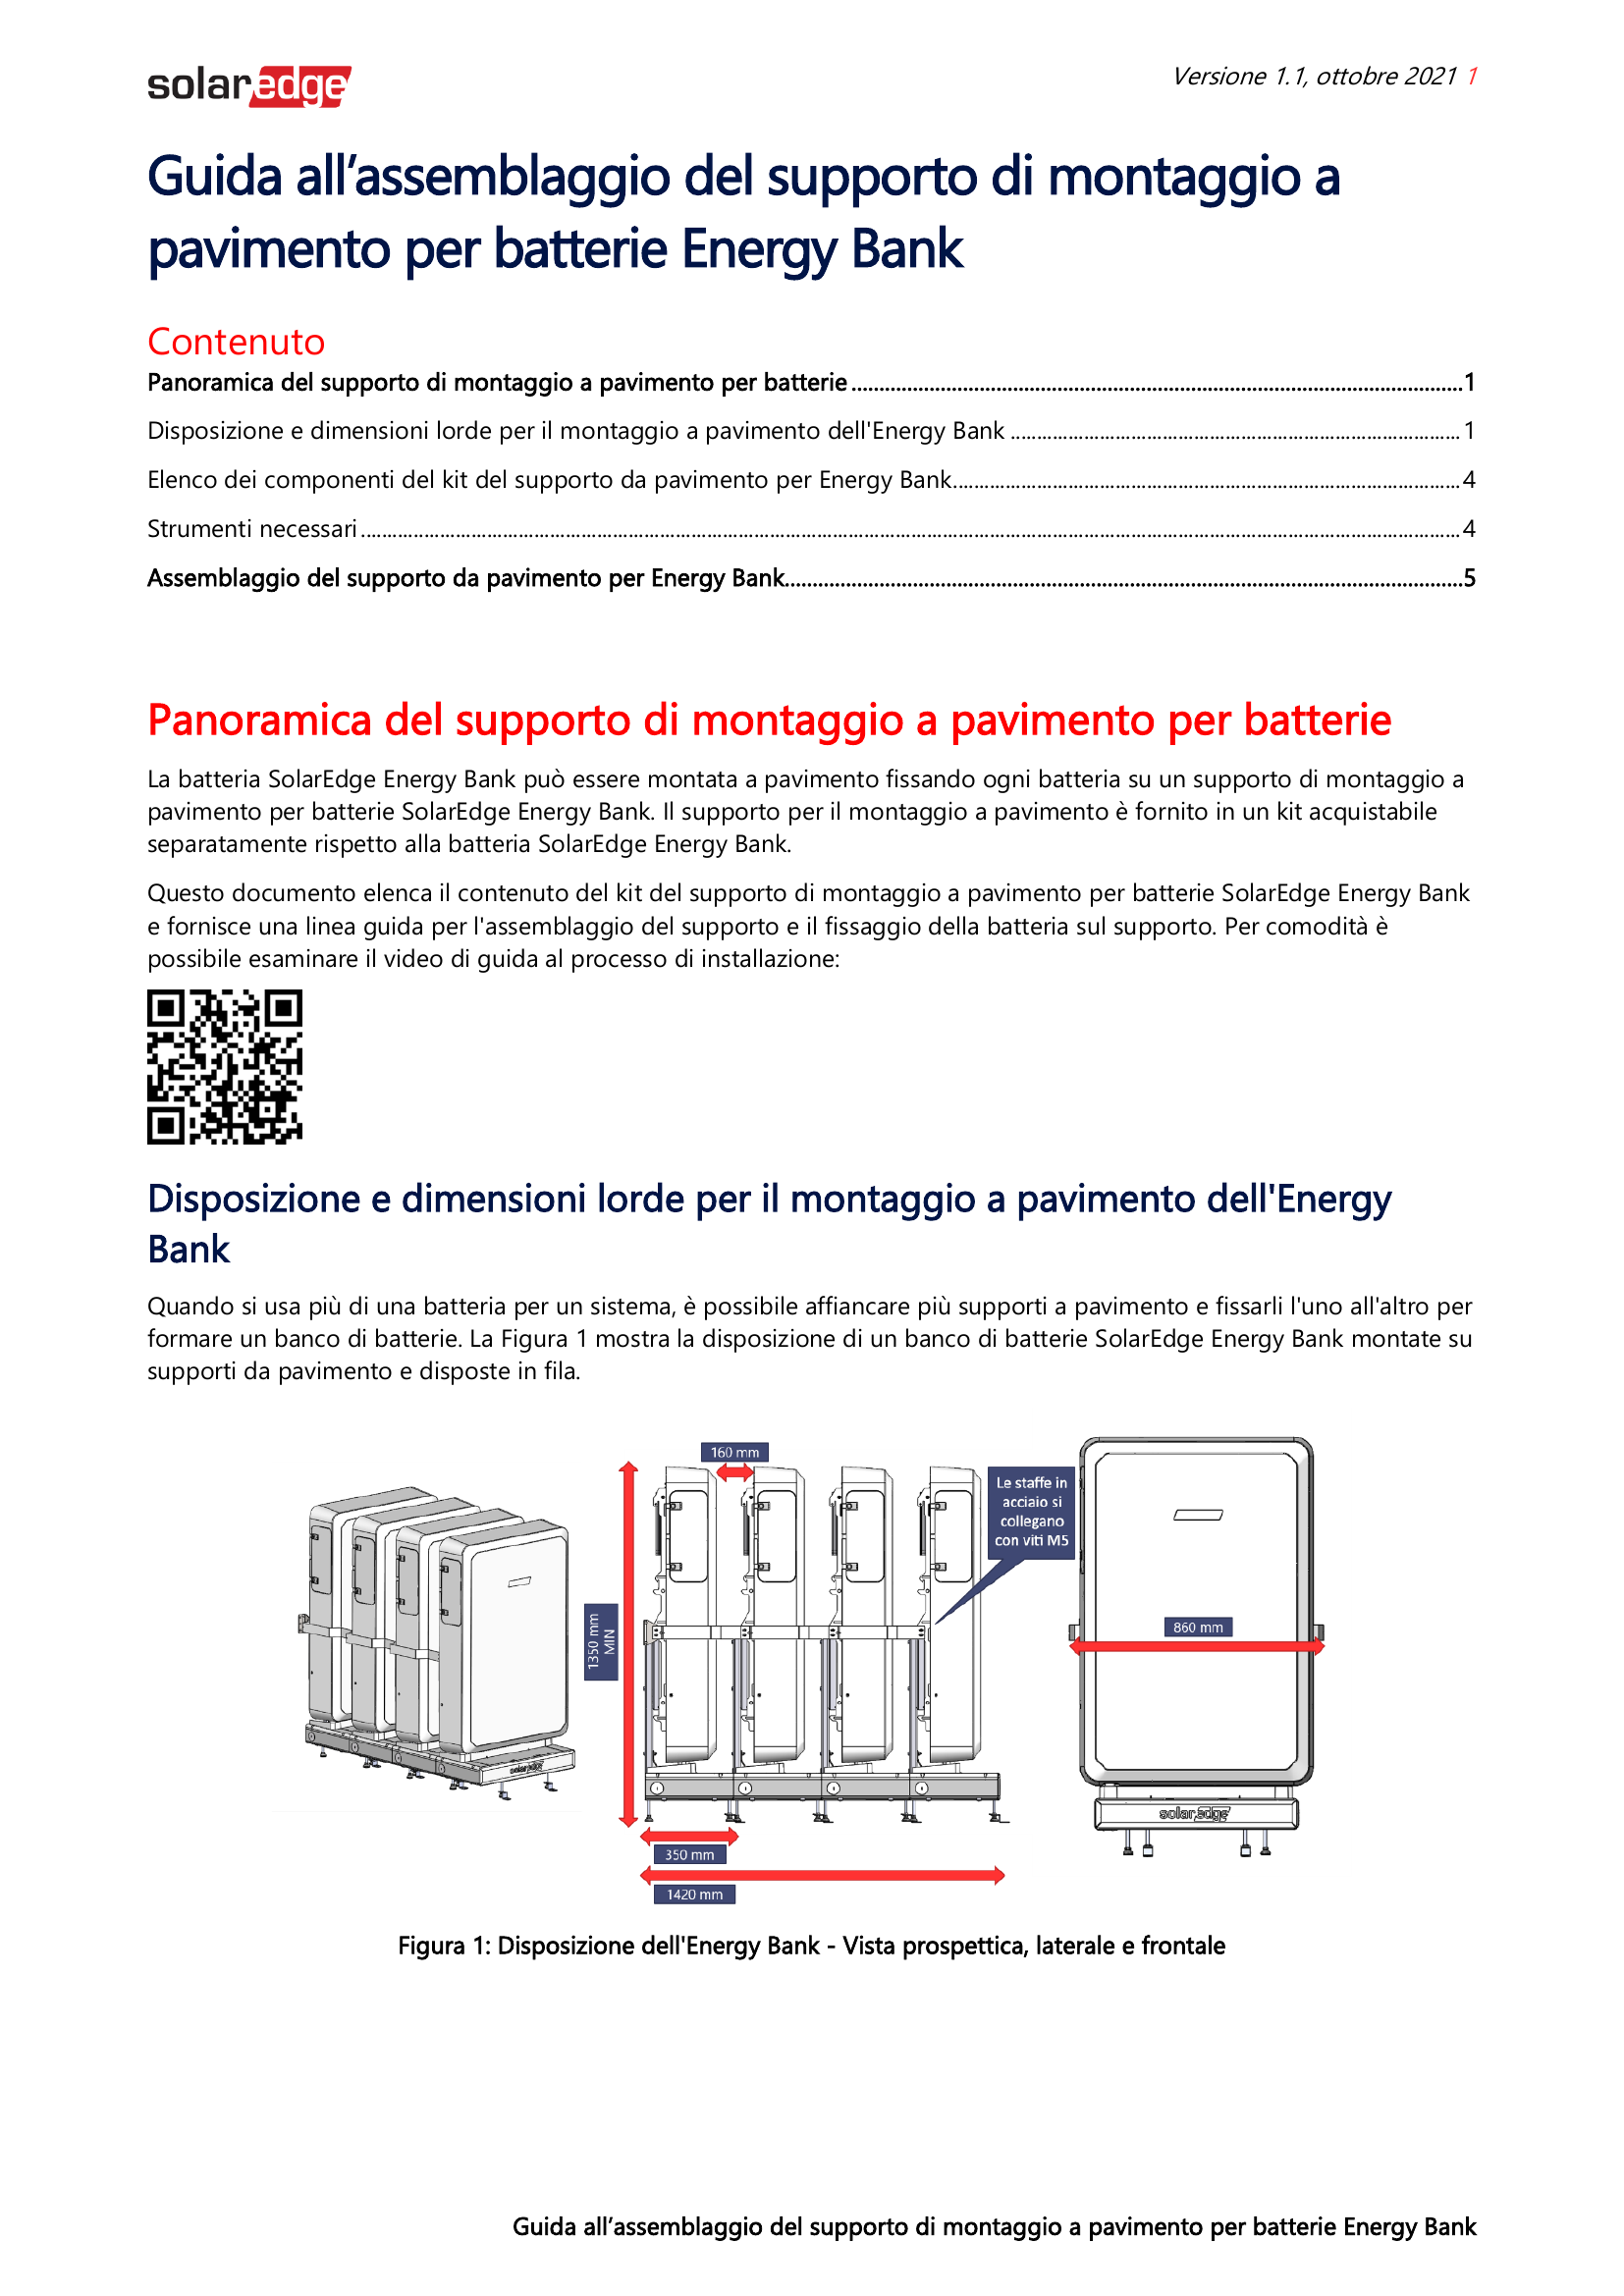 solaredge
Versione 1.1, ottobre 2021 1
Guida all’assemblaggio del supporto di montaggio a
pavimento per batterie Energy Bank
Contenuto
Panoramica del supporto di montaggio a pavimento per batterie 1
Disposizione e dimensioni lorde per il montaggio a pavimento dell'Energy Bank 1
Elenco dei componenti del kit del supporto da pavimento per Energy Bank 4
Strumenti necessari 4
Assemblaggio del supporto da pavimento per Energy Bank 5
Panoramica del supporto di montaggio a pavimento per batterie
La batteria SolarEdge Energy Bank può essere montata a pavimento fissando ogni batteria su un supporto di montaggio a
pavimento per batterie SolarEdge Energy Bank. Il supporto per il montaggio a pavimento è fornito in un kit acquistabile
separatamente rispetto alla batteria SolarEdge Energy Bank.
Questo documento elenca il contenuto del kit del supporto di montaggio a pavimento per batterie SolarEdge Energy Bank
e fornisce una linea guida per l'assemblaggio del supporto e il fissaggio della batteria sul supporto. Per comodità è
possibile esaminare il video di guida al processo di installazione:
Disposizione e dimensioni lorde per il montaggio a pavimento dell'Energy
Bank
Quando si usa più di una batteria per un sistema, è possibile affiancare più supporti a pavimento e fissarli l'uno all'altro per
formare un banco di batterie. La Figura 1 mostra la disposizione di un banco di batterie SolarEdge Energy Bank montate su
supporti da pavimento e disposte in fila.
160 mm
Le staffe in
acciaio si
collegano
con viti M5
1350 mm
MIN
860 mm
solaredge
solaredge
350 mm
1420 mm
Figura 1: Disposizione dell'Energy Bank - Vista prospettica, laterale e frontale
Guida all’assemblaggio del supporto di montaggio a pavimento per batterie Energy Bank